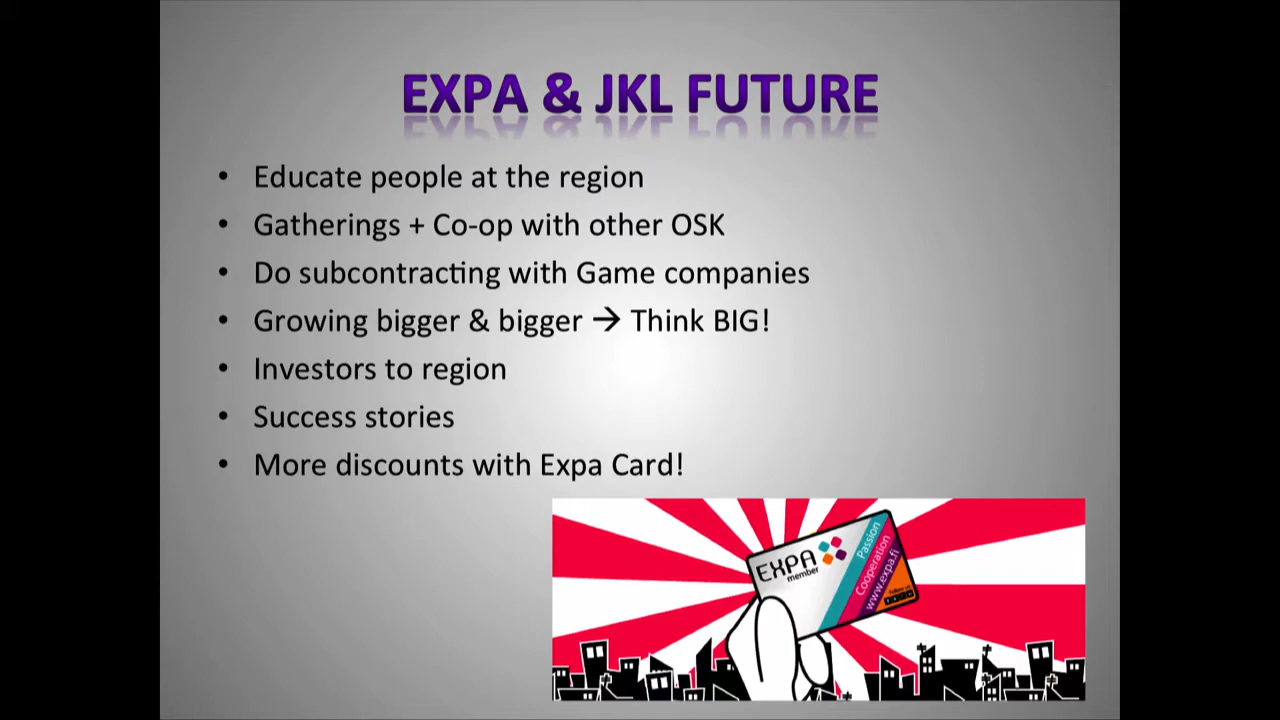 EXPA & JKL FUTURE
• Educate people at the region
• Gatherings + Co-op with other OSK
• Do subcontracting with Game companies
• Growing bigger & bigger → Think BIG!
• Investors to region
• Success stories
• More discounts with Expa Card!
EXPA
member
Passion
Cooperation
www.expa.fi
Follow us